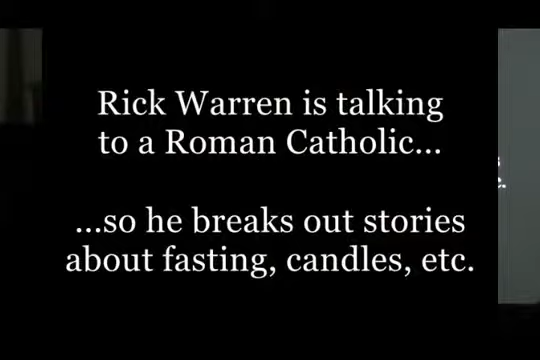 Rick Warren is talking
to a Roman Catholic...
...so he breaks out stories
about fasting, candles, etc.